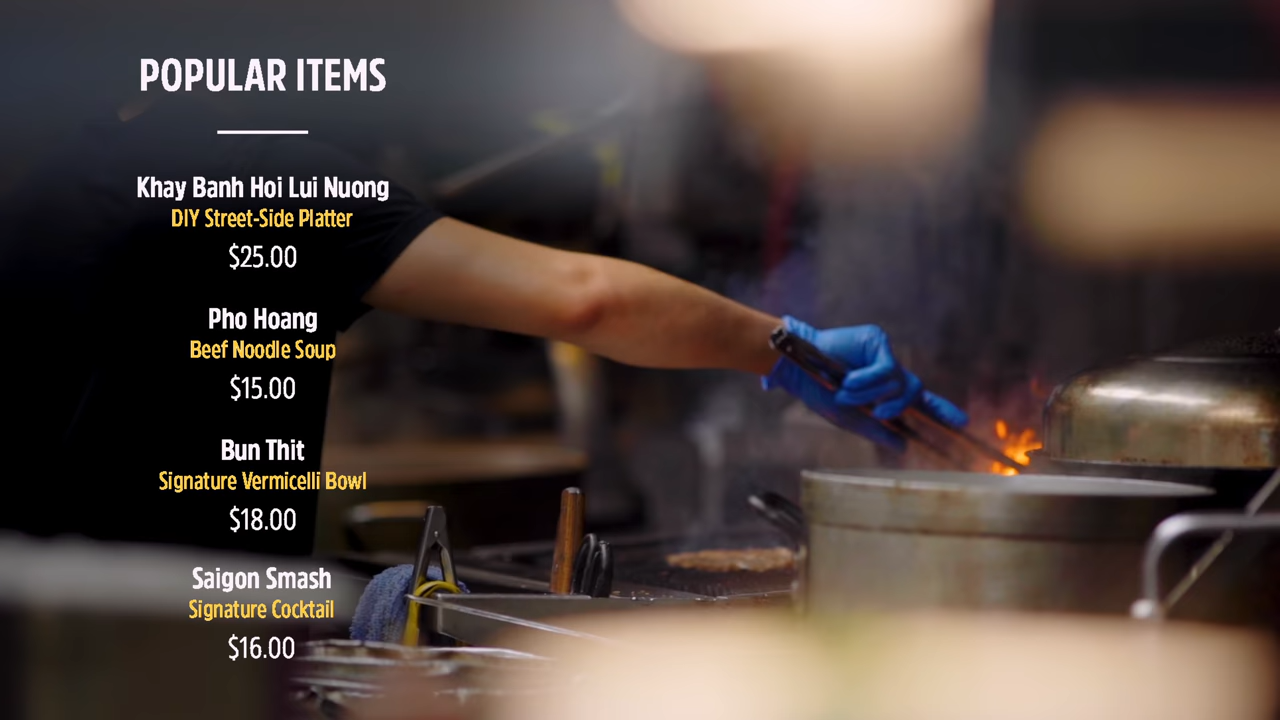 POPULAR ITEMS
Khay Banh Hoi Lui Nuong
DIY Street-Side Platter
$25.00
Pho Hoang
Beef Noodle Soup
$15.00
Bun Thit
Signature Vermicelli Bowl
$18.00
Saigon Smash
Signature Cocktail
$16.00